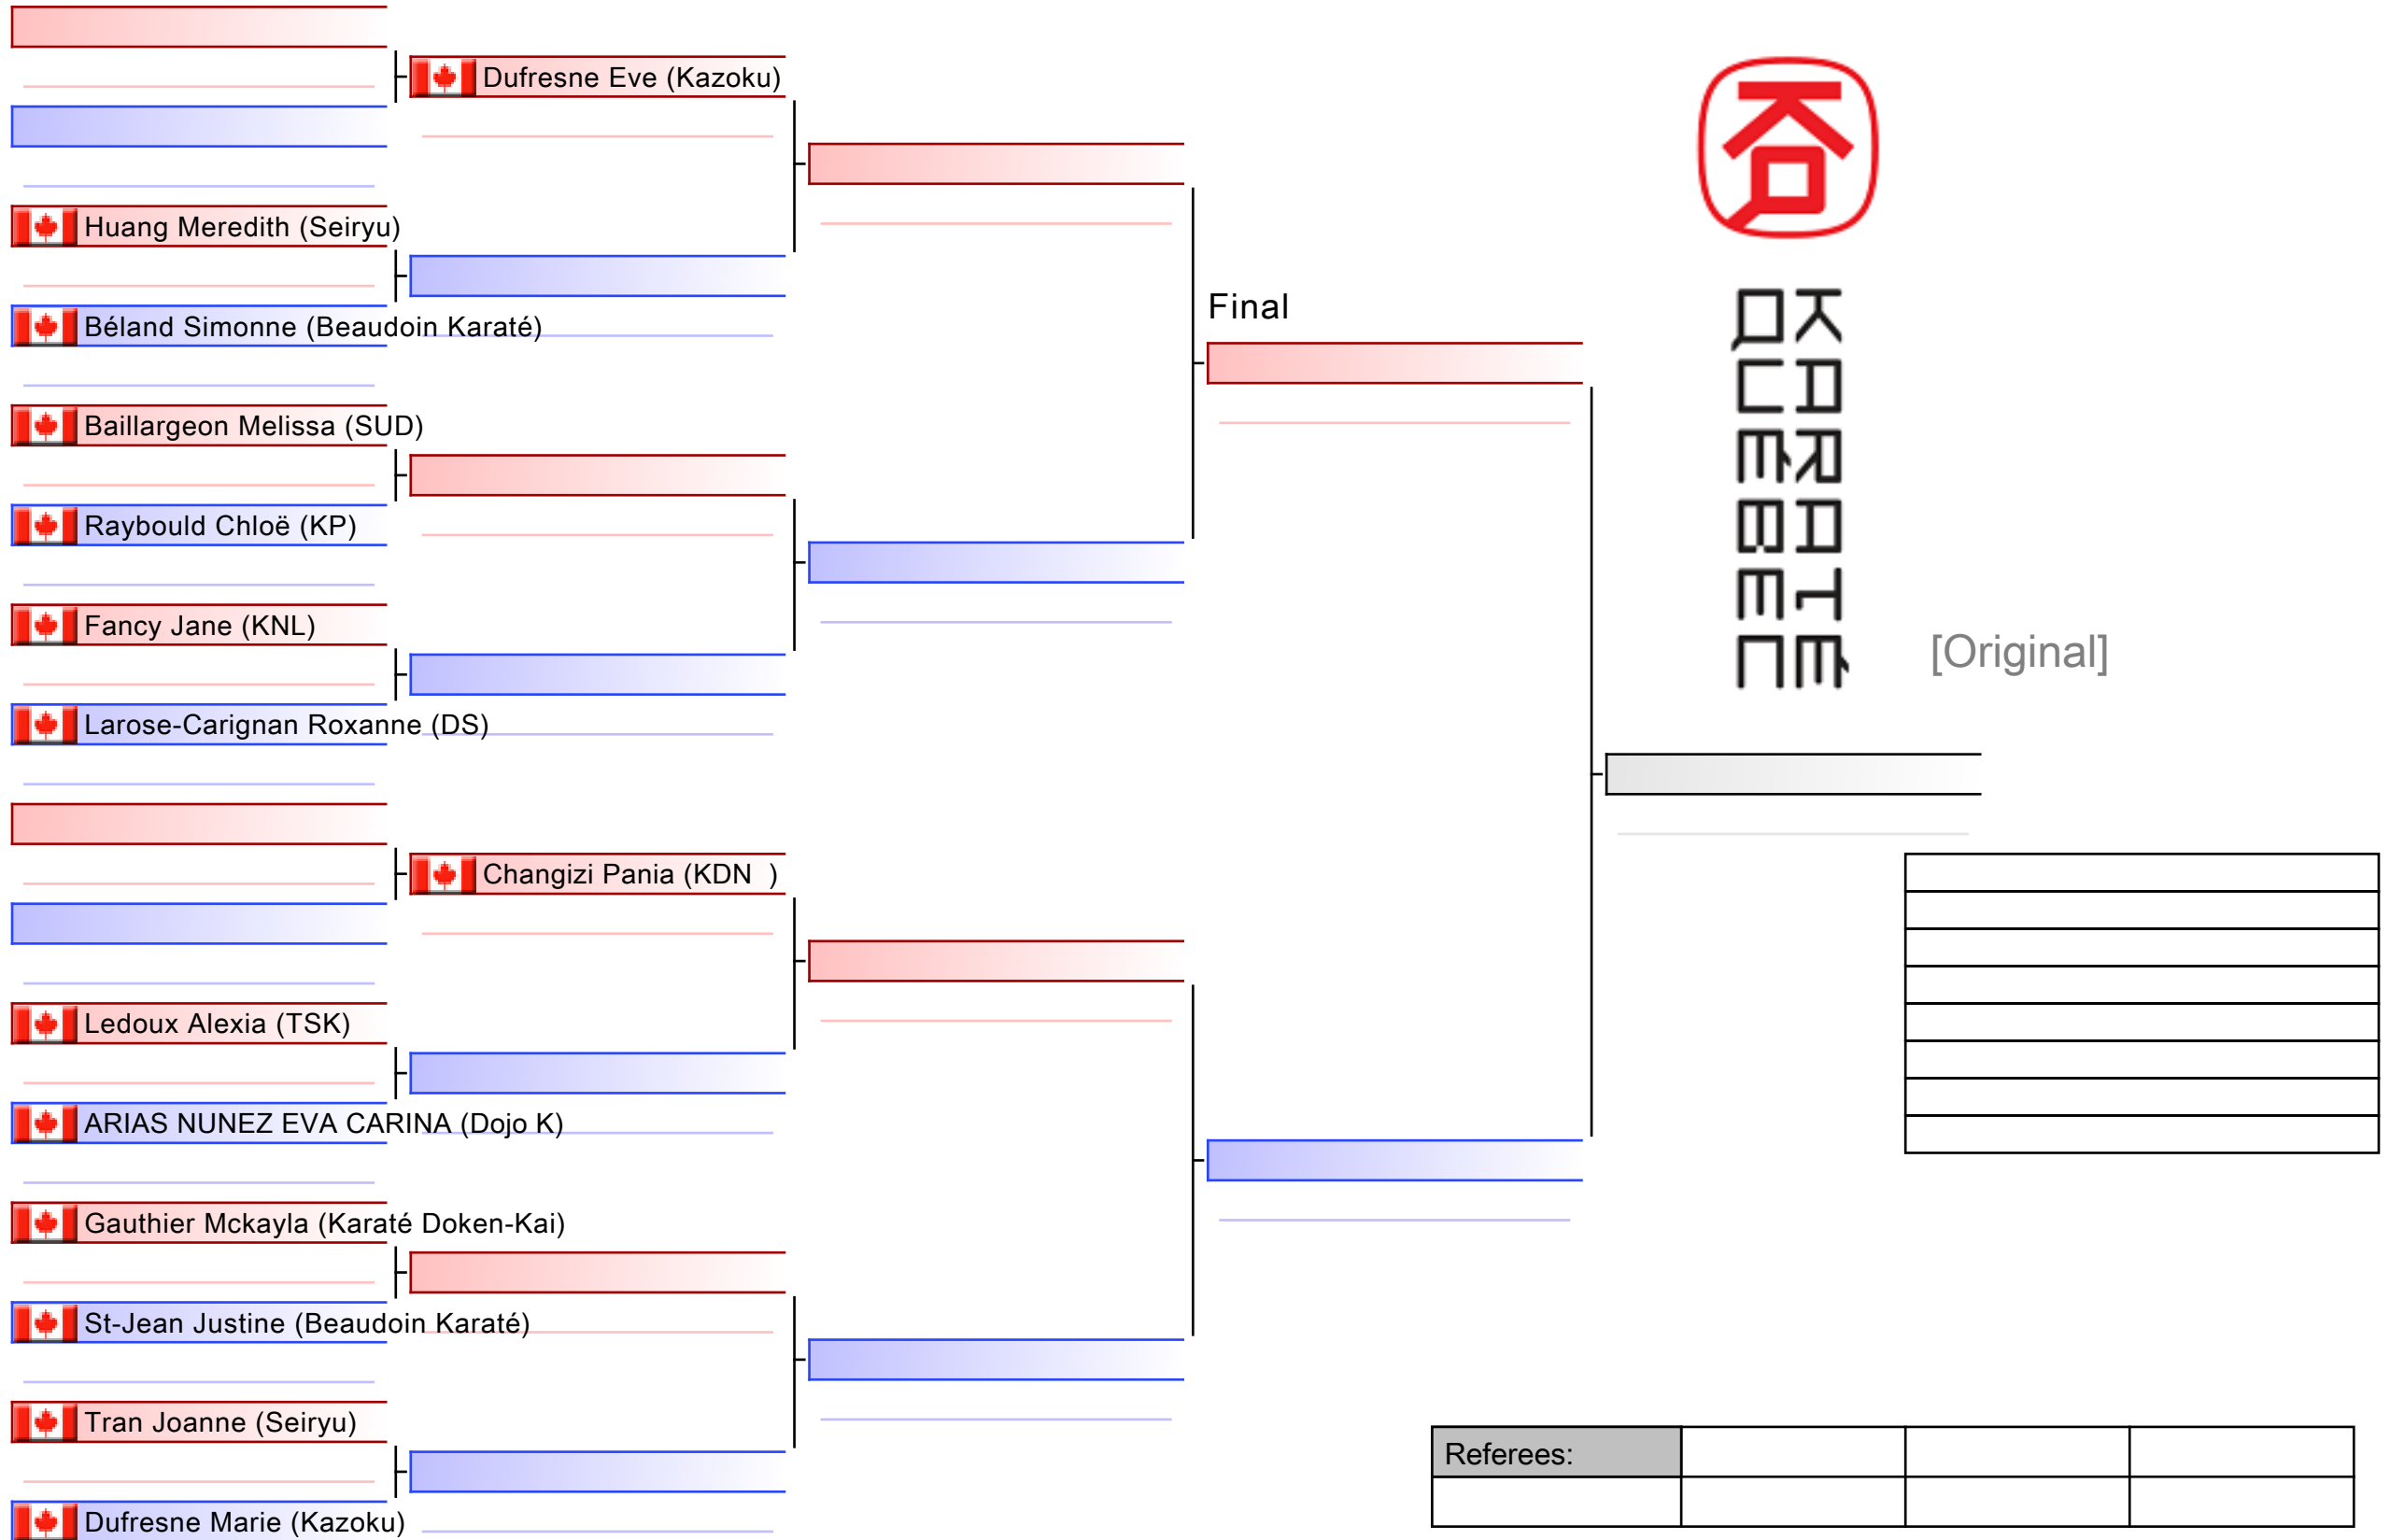 Dufresne Eve (Kazoku)
Huang Meredith (Seiryu)
Béland Simonne (Beaudoin Karaté)
Final
Baillargeon Melissa (SUD)
Raybould Chloë (KP)
Fancy Jane (KNL)
Larose-Carignan Roxanne (DS)
KARATÉ
QUÉBEC
[Original]
Changizi Pania (KDN )
Ledoux Alexia (TSK)
ARIAS NUNEZ EVA CARINA (Dojo K)
Gauthier Mckayla (Karaté Doken-Kai)
St-Jean Justine (Beaudoin Karaté)
Tran Joanne (Seiryu)
Dufresne Marie (Kazoku)
Referees: